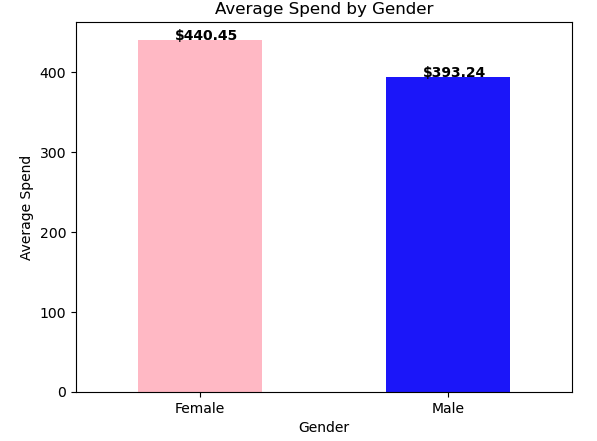 Average Spend by Gender
$440.45
$393.24
400
300
200
100
0
Average Spend
Female
Male
Gender